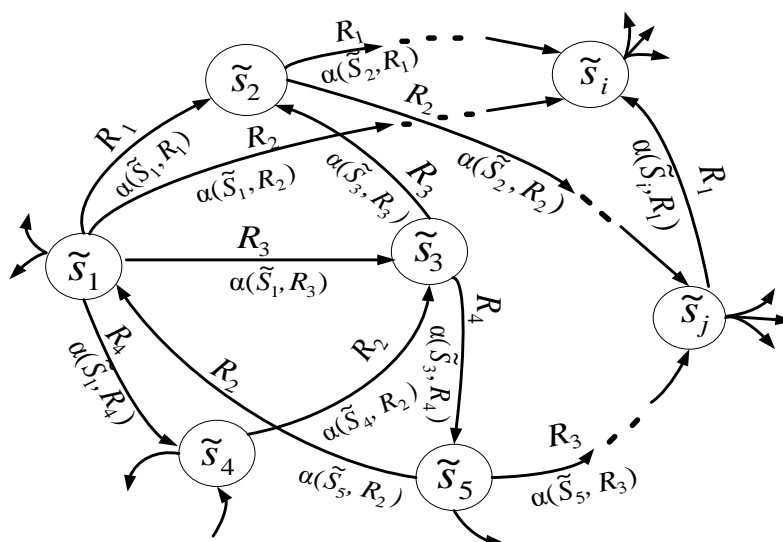 R₁
α(S̃₂, R₁)
s̃₂
s̃ᵢ
R₂
R₁
α(S̃₁, R₁)
R₂
α(S̃₁, R₂)
α(S̃₃, R₃)
R₃
α(S̃₂, R₂)
α(S̃ᵢ, R₁)
R₁
s̃₁
R₃
α(S̃₁, R₃)
s̃₃
R₄
α(S̃₃, R₄)
s̃ⱼ
R₄
α(S̃₁, R₄)
R₂
R₂
α(S̃₄, R₂)
s̃₄
α(S̃₅, R₂)
s̃₅
R₃
α(S̃₅, R₃)